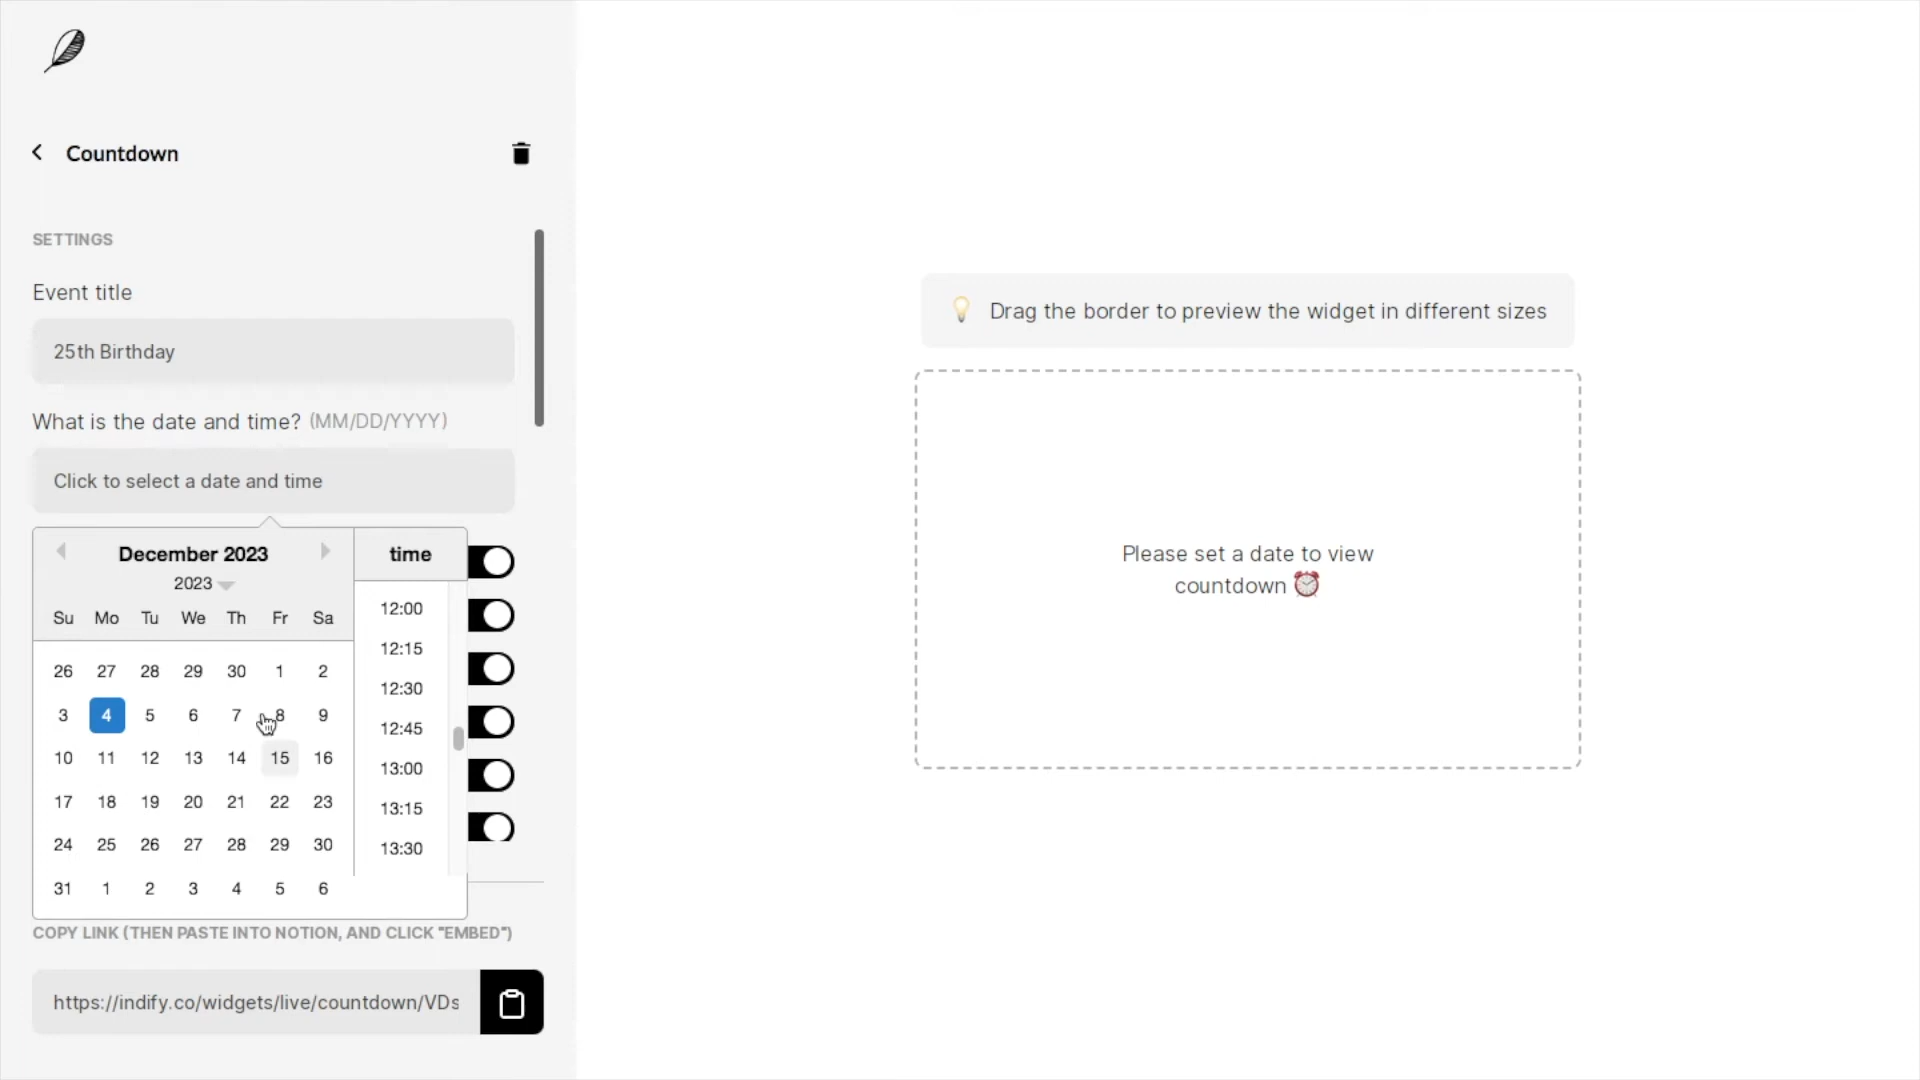 Countdown
SETTINGS
Event title
25th Birthday
What is the date and time? (MM/DD/YYYY)
Click to select a date and time
December 2023
2023
Su Mo Tu We Th Fr Sa
26 27 28 29 30 1 2
3 4 5 6 7 8 9
10 11 12 13 14 15 16
17 18 19 20 21 22 23
24 25 26 27 28 29 30
31 1 2 3 4 5 6
time
12:00
12:15
12:30
12:45
13:00
13:15
13:30
COPY LINK (THEN PASTE INTO NOTION, AND CLICK "EMBED")
https://indify.co/widgets/live/countdown/VDs
Drag the border to preview the widget in different sizes
Please set a date to view
countdown